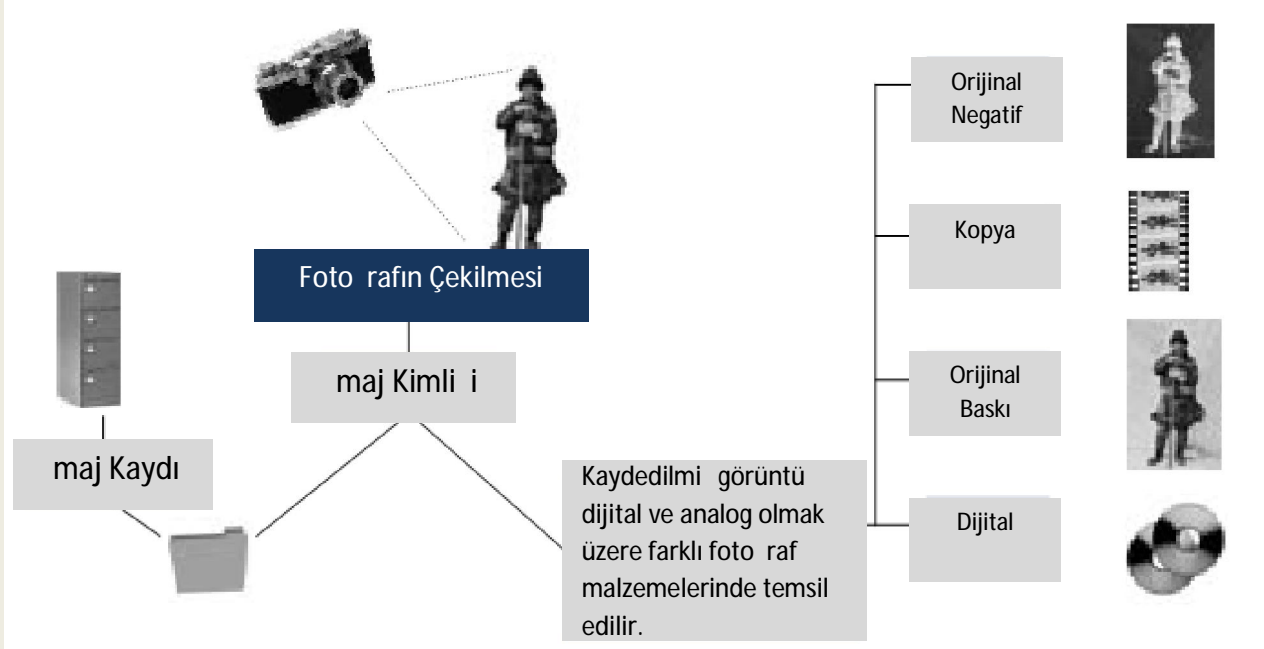 Foto rafın Çekilmesi
maj Kimli i
maj Kaydı
Kaydedilmi görüntü
dijital ve analog olmak
üzere farklı foto raf
malzemelerinde temsil
edilir.
Orijinal
Negatif
Kopya
Orijinal
Baskı
Dijital